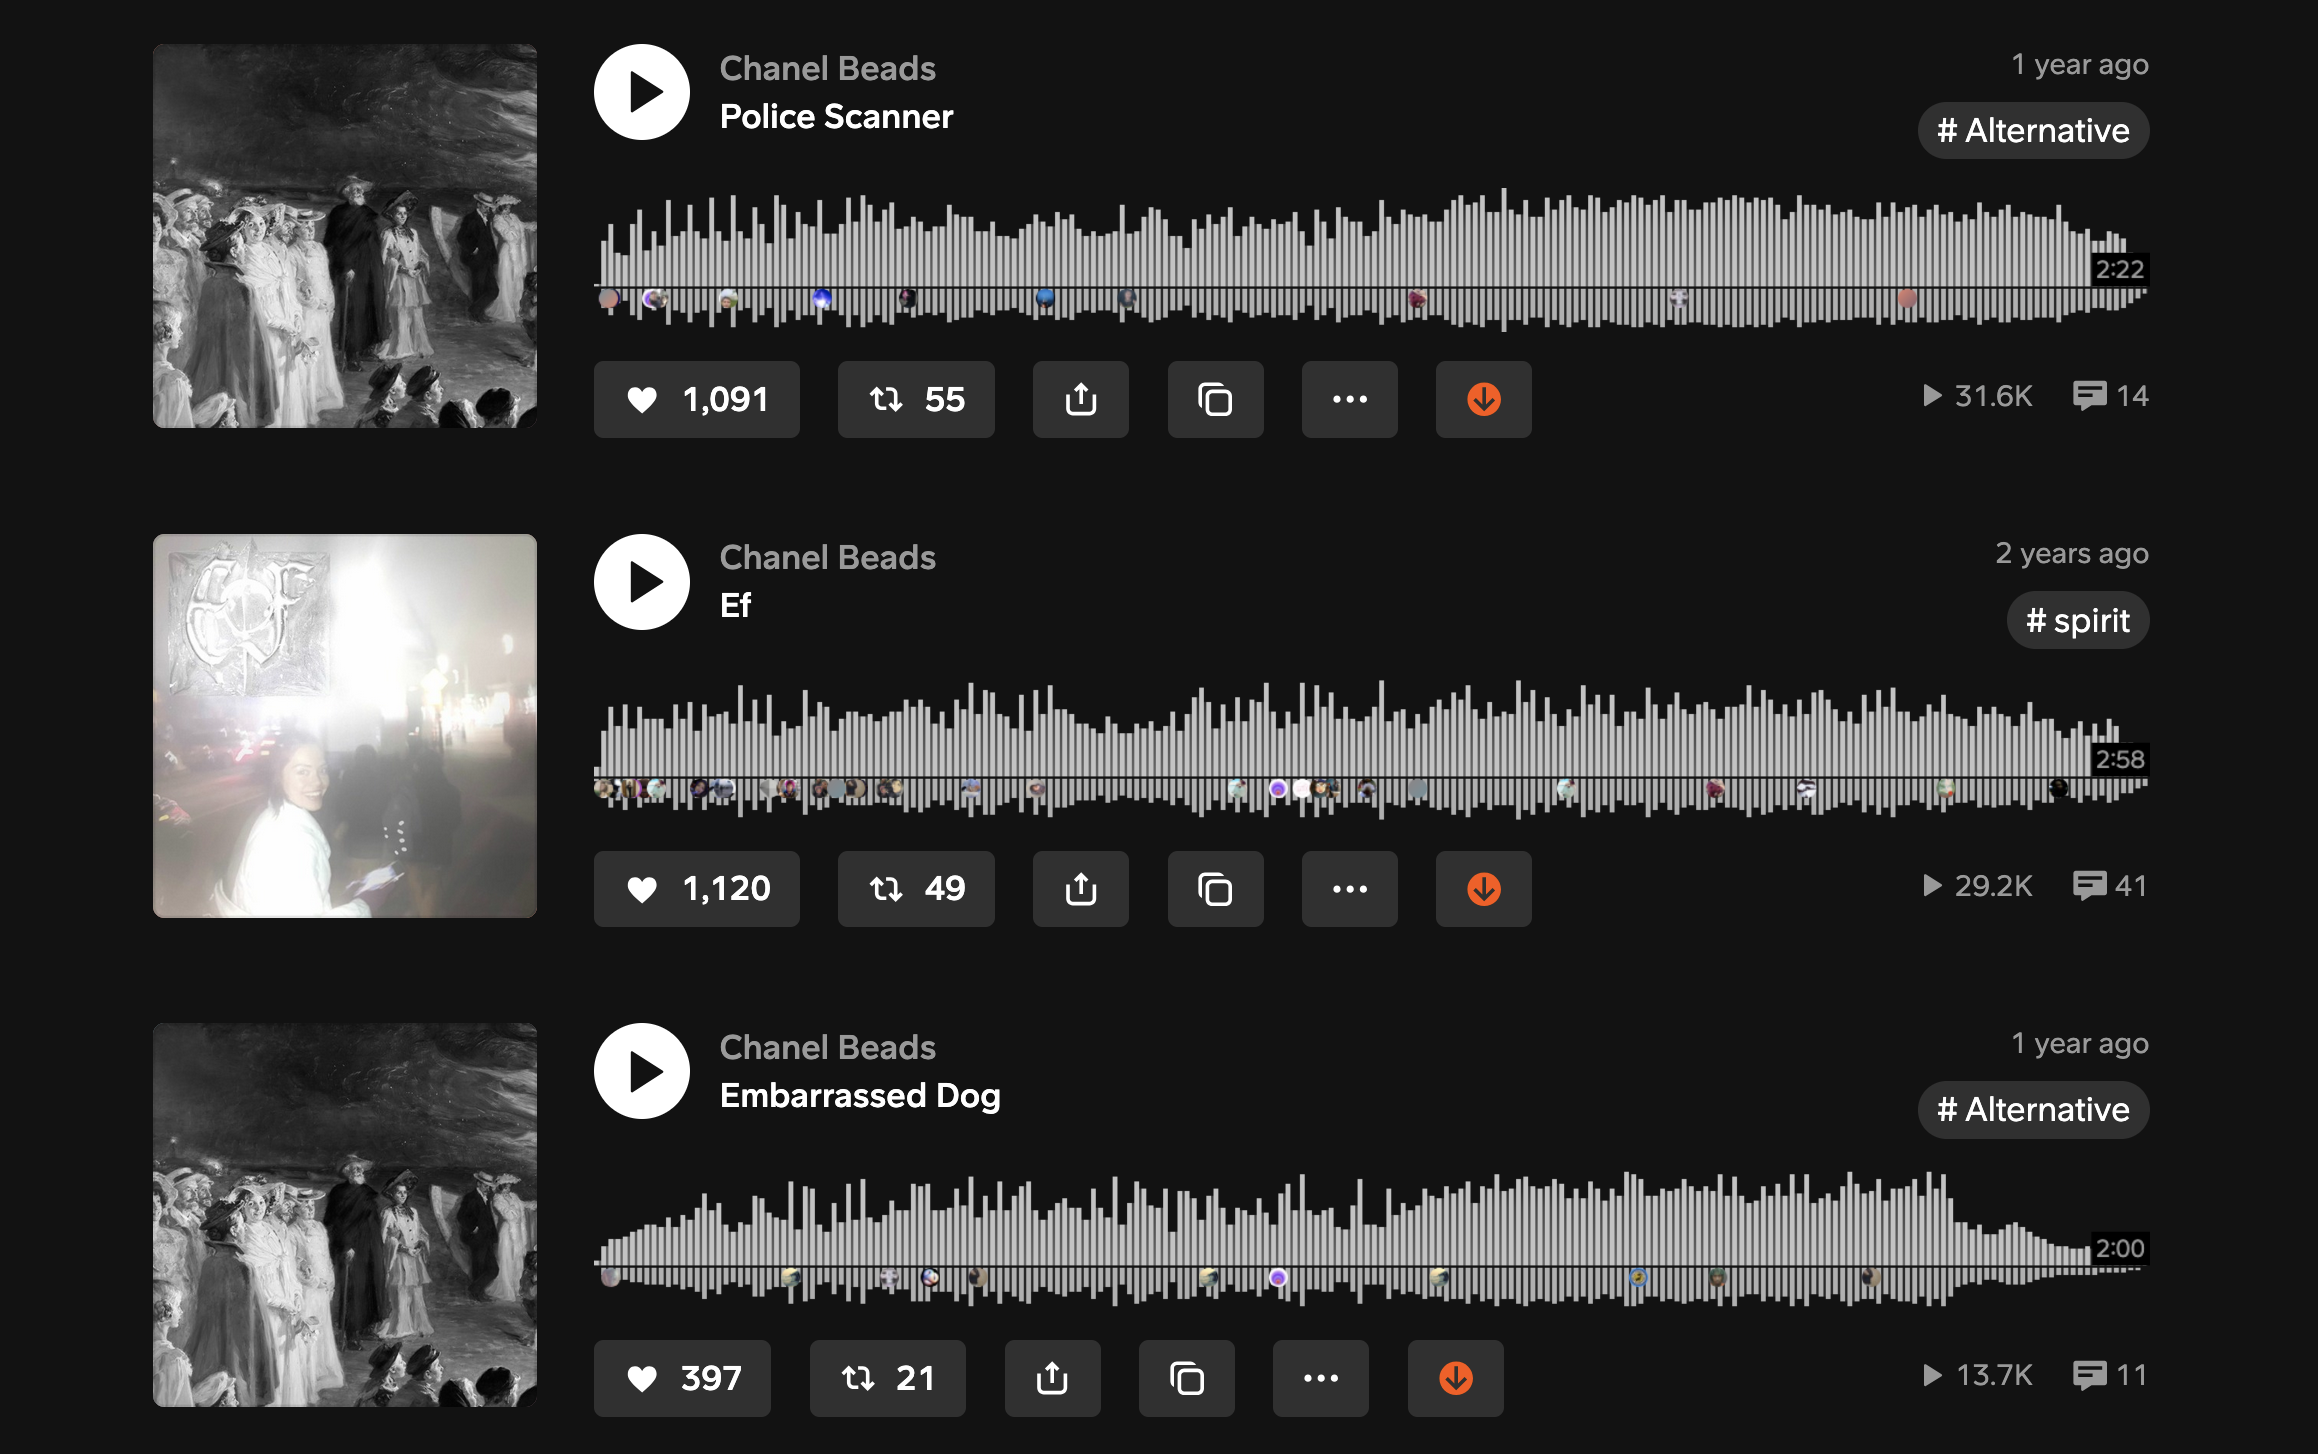 Chanel Beads
1 year ago
Police Scanner
# Alternative
2:22
1,091
55
31.6K
14
Chanel Beads
2 years ago
Ef
# spirit
2:58
1,120
49
29.2K
41
Chanel Beads
1 year ago
Embarrassed Dog
# Alternative
2:00
397
21
13.7K
11